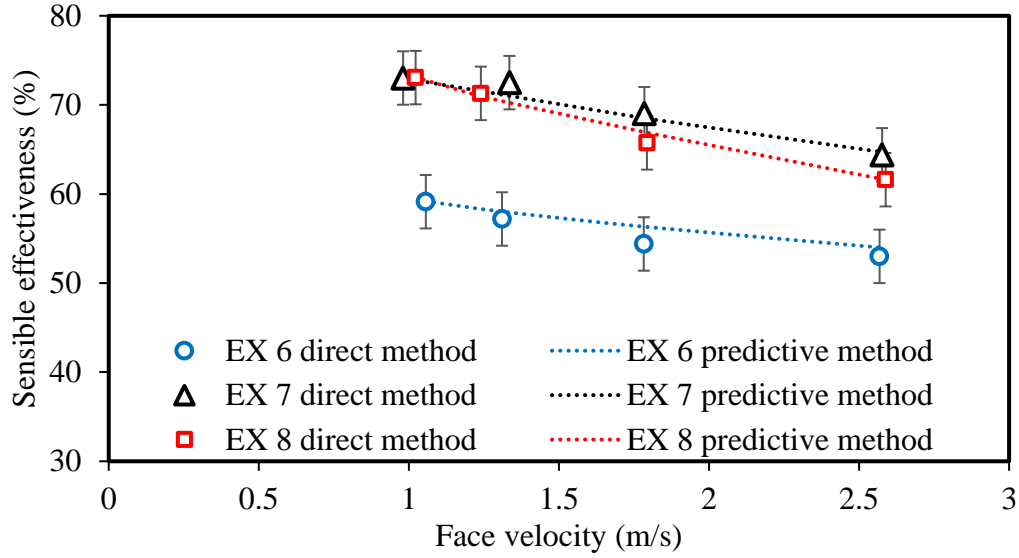 80
70
60
50
40
30
Sensible effectiveness (%)
EX 6 direct method
EX 6 predictive method
EX 7 direct method
EX 7 predictive method
EX 8 direct method
EX 8 predictive method
0 0.5 1 1.5 2 2.5 3
Face velocity (m/s)